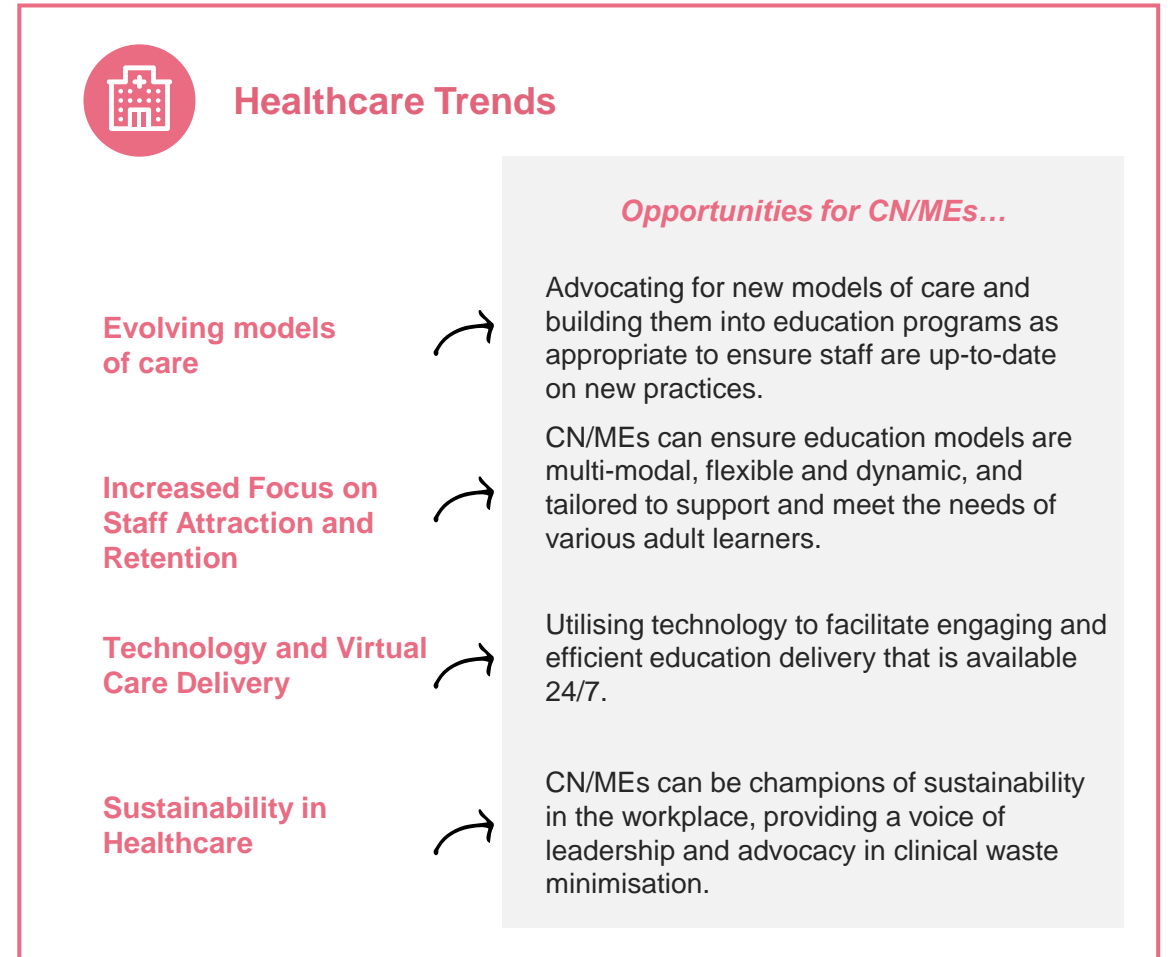 Healthcare Trends
Opportunities for CN/MEs…
Evolving models
of care
Advocating for new models of care and
building them into education programs as
appropriate to ensure staff are up-to-date
on new practices.
Increased Focus on
Staff Attraction and
Retention
CN/MEs can ensure education models are
multi-modal, flexible and dynamic, and
tailored to support and meet the needs of
various adult learners.
Technology and Virtual
Care Delivery
Utilising technology to facilitate engaging and
efficient education delivery that is available
24/7.
Sustainability in
Healthcare
CN/MEs can be champions of sustainability
in the workplace, providing a voice of
leadership and advocacy in clinical waste
minimisation.